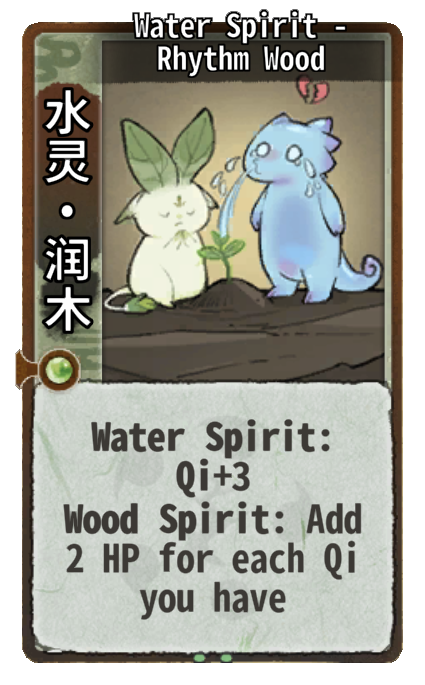 Water Spirit -
Rhythm Wood
水灵·润木
Water Spirit:
Qi+3
Wood Spirit: Add
2 HP for each Qi
you have